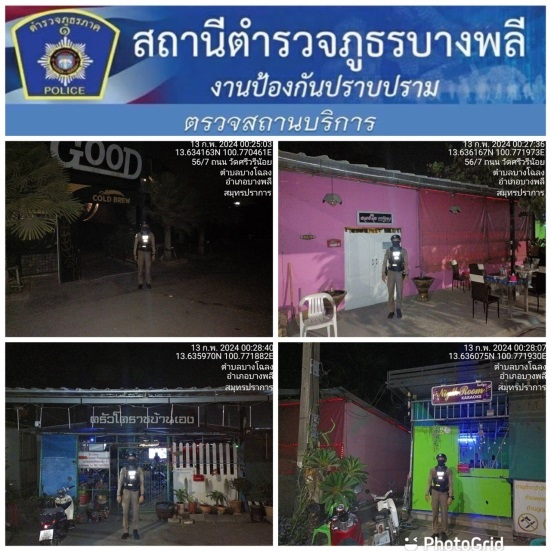 ตำรวจภูธรภาค
๑
POLICE
สถานีตำรวจภูธรบางพลี
งานป้องกันปราบปราม
ตรวจสถานบริการ
13 ก.พ. 2024 00:25:03
13.634163N 100.770461E
56/7 ถนน วัดศรีวารีน้อย
ตำบลบางโฉลง
อำเภอบางพลี
สมุทรปราการ
GOOD
COLD BREW
13 ก.พ. 2024 00:27:36
13.636167N 100.771973E
56/7 ถนน วัดศรีวารีน้อย
ตำบลบางโฉลง
อำเภอบางพลี
สมุทรปราการ
13 ก.พ. 2024 00:28:40
13.635970N 100.771882E
ตำบลบางโฉลง
อำเภอบางพลี
สมุทรปราการ
ครัวโคราชบ้านเอง
13 ก.พ. 2024 00:28:07
13.636075N 100.771930E
ตำบลบางโฉลง
อำเภอบางพลี
สมุทรปราการ
Night Room
KARAOKE
PhotoGrid